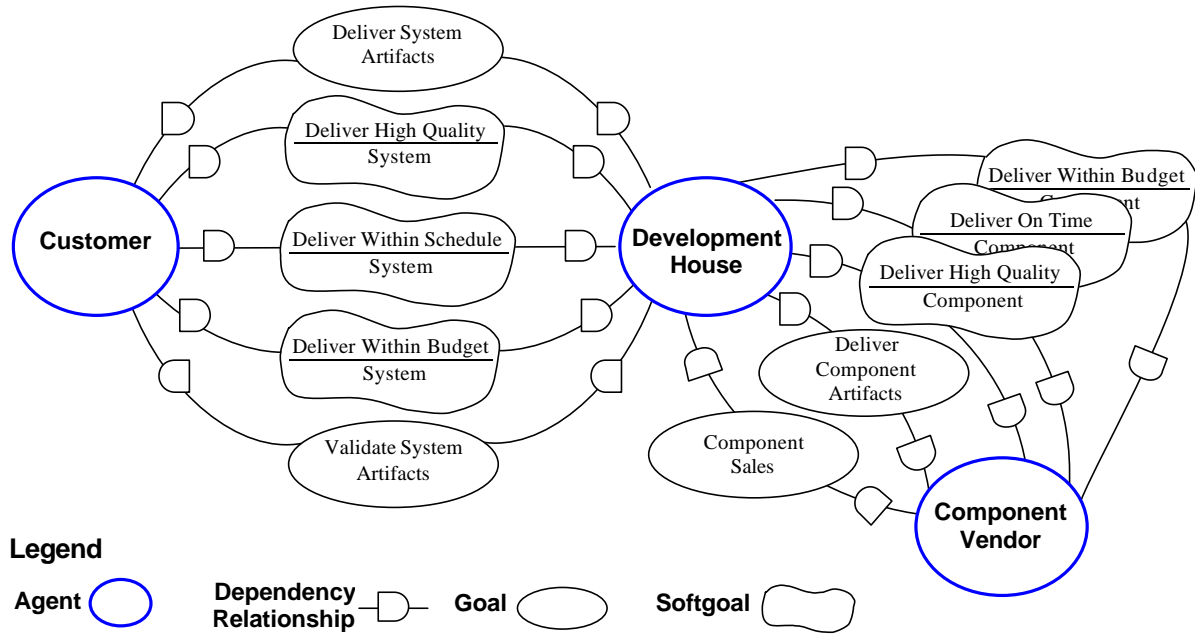 Deliver System
Artifacts
Deliver High Quality
System
Customer
Deliver Within Schedule
System
Deliver Within Budget
System
Validate System
Artifacts
Development
House
Deliver Within Budget
Deliver On Time
Component
Deliver High Quality
Component
Deliver
Component
Artifacts
Component
Sales
Component
Vendor
Legend
Agent
Dependency
Relationship
Goal
Softgoal